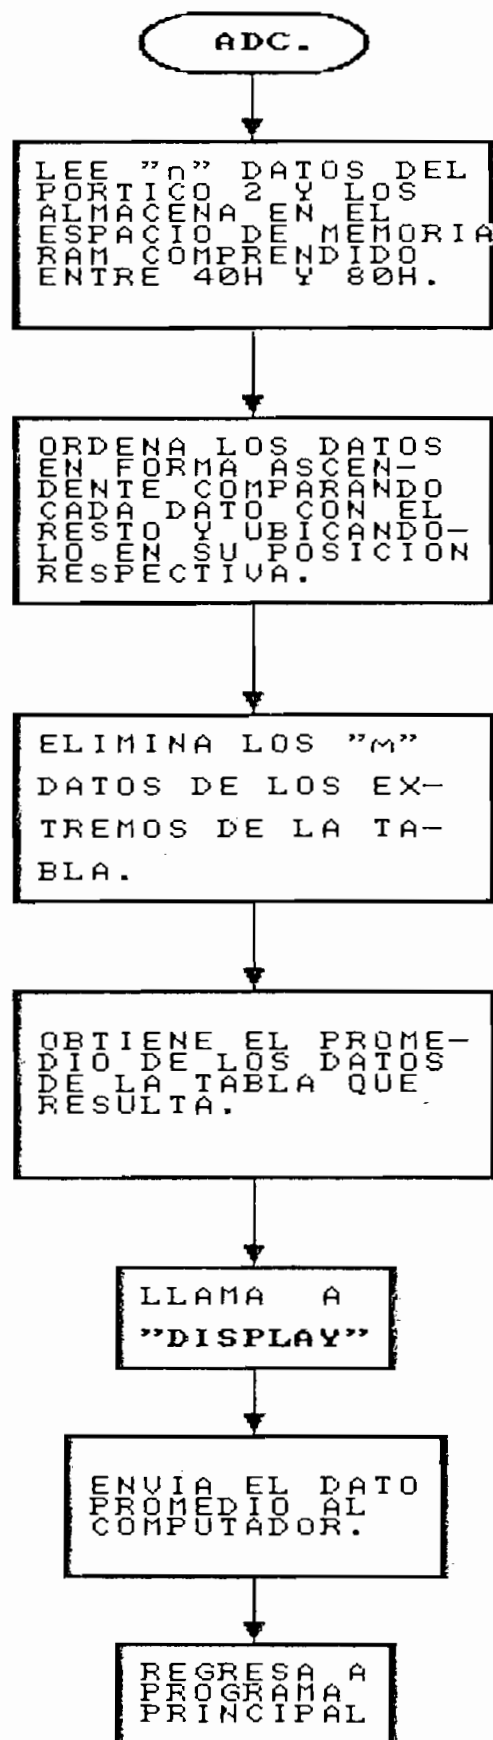 ADC.
LEE "n" DATOS DEL
PORTICO 2 Y LOS
ALMACENA EN EL
ESPACIO DE MEMORIA
RAM COMPRENDIDO
ENTRE 40H Y 80H.
ORDENA LOS DATOS
EN FORMA ASCEN-
DENTE COMPARANDO
CADA DATO CON EL
RESTO Y UBICANDO-
LO EN SU POSICION
RESPECTIVA.
ELIMINA LOS "m"
DATOS DE LOS EX-
TREMOS DE LA TA-
BLA.
OBTIENE EL PROME-
DIO DE LOS DATOS
DE LA TABLA QUE
RESULTA.
LLAMA A
"DISPLAY"
ENVIA EL DATO
PROMEDIO AL
COMPUTADOR.
REGRESA A
PROGRAMA
PRINCIPAL